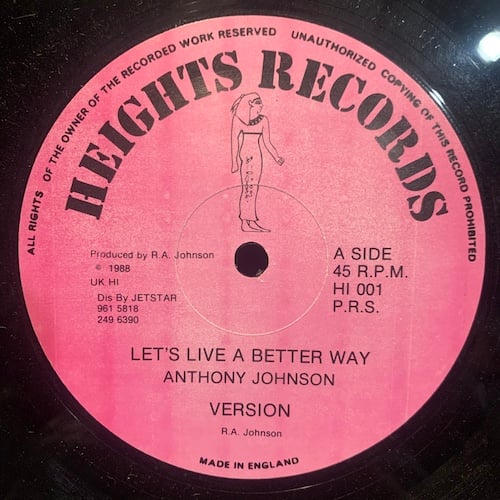 ALL RIGHTS OF THE OWNER OF THE RECORDED WORK RESERVED UNAUTHORIZED COPYING OF THIS RECORD PROHIBITED
HEIGHTS RECORDS
Produced by R.A. Johnson
© 1988
UK HI
Dis By JETSTAR
961 5818
249 6390
A SIDE
45 R.P.M.
HI 001
P.R.S.
LET'S LIVE A BETTER WAY
ANTHONY JOHNSON
VERSION
R.A. Johnson
MADE IN ENGLAND